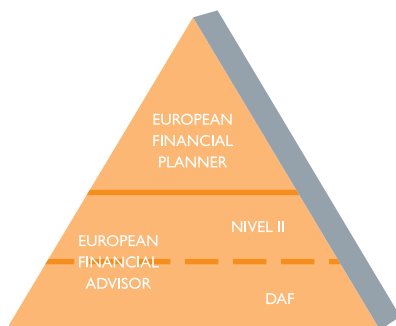 EUROPEAN
FINANCIAL
PLANNER
NIVEL II
EUROPEAN
FINANCIAL
ADVISOR
DAF